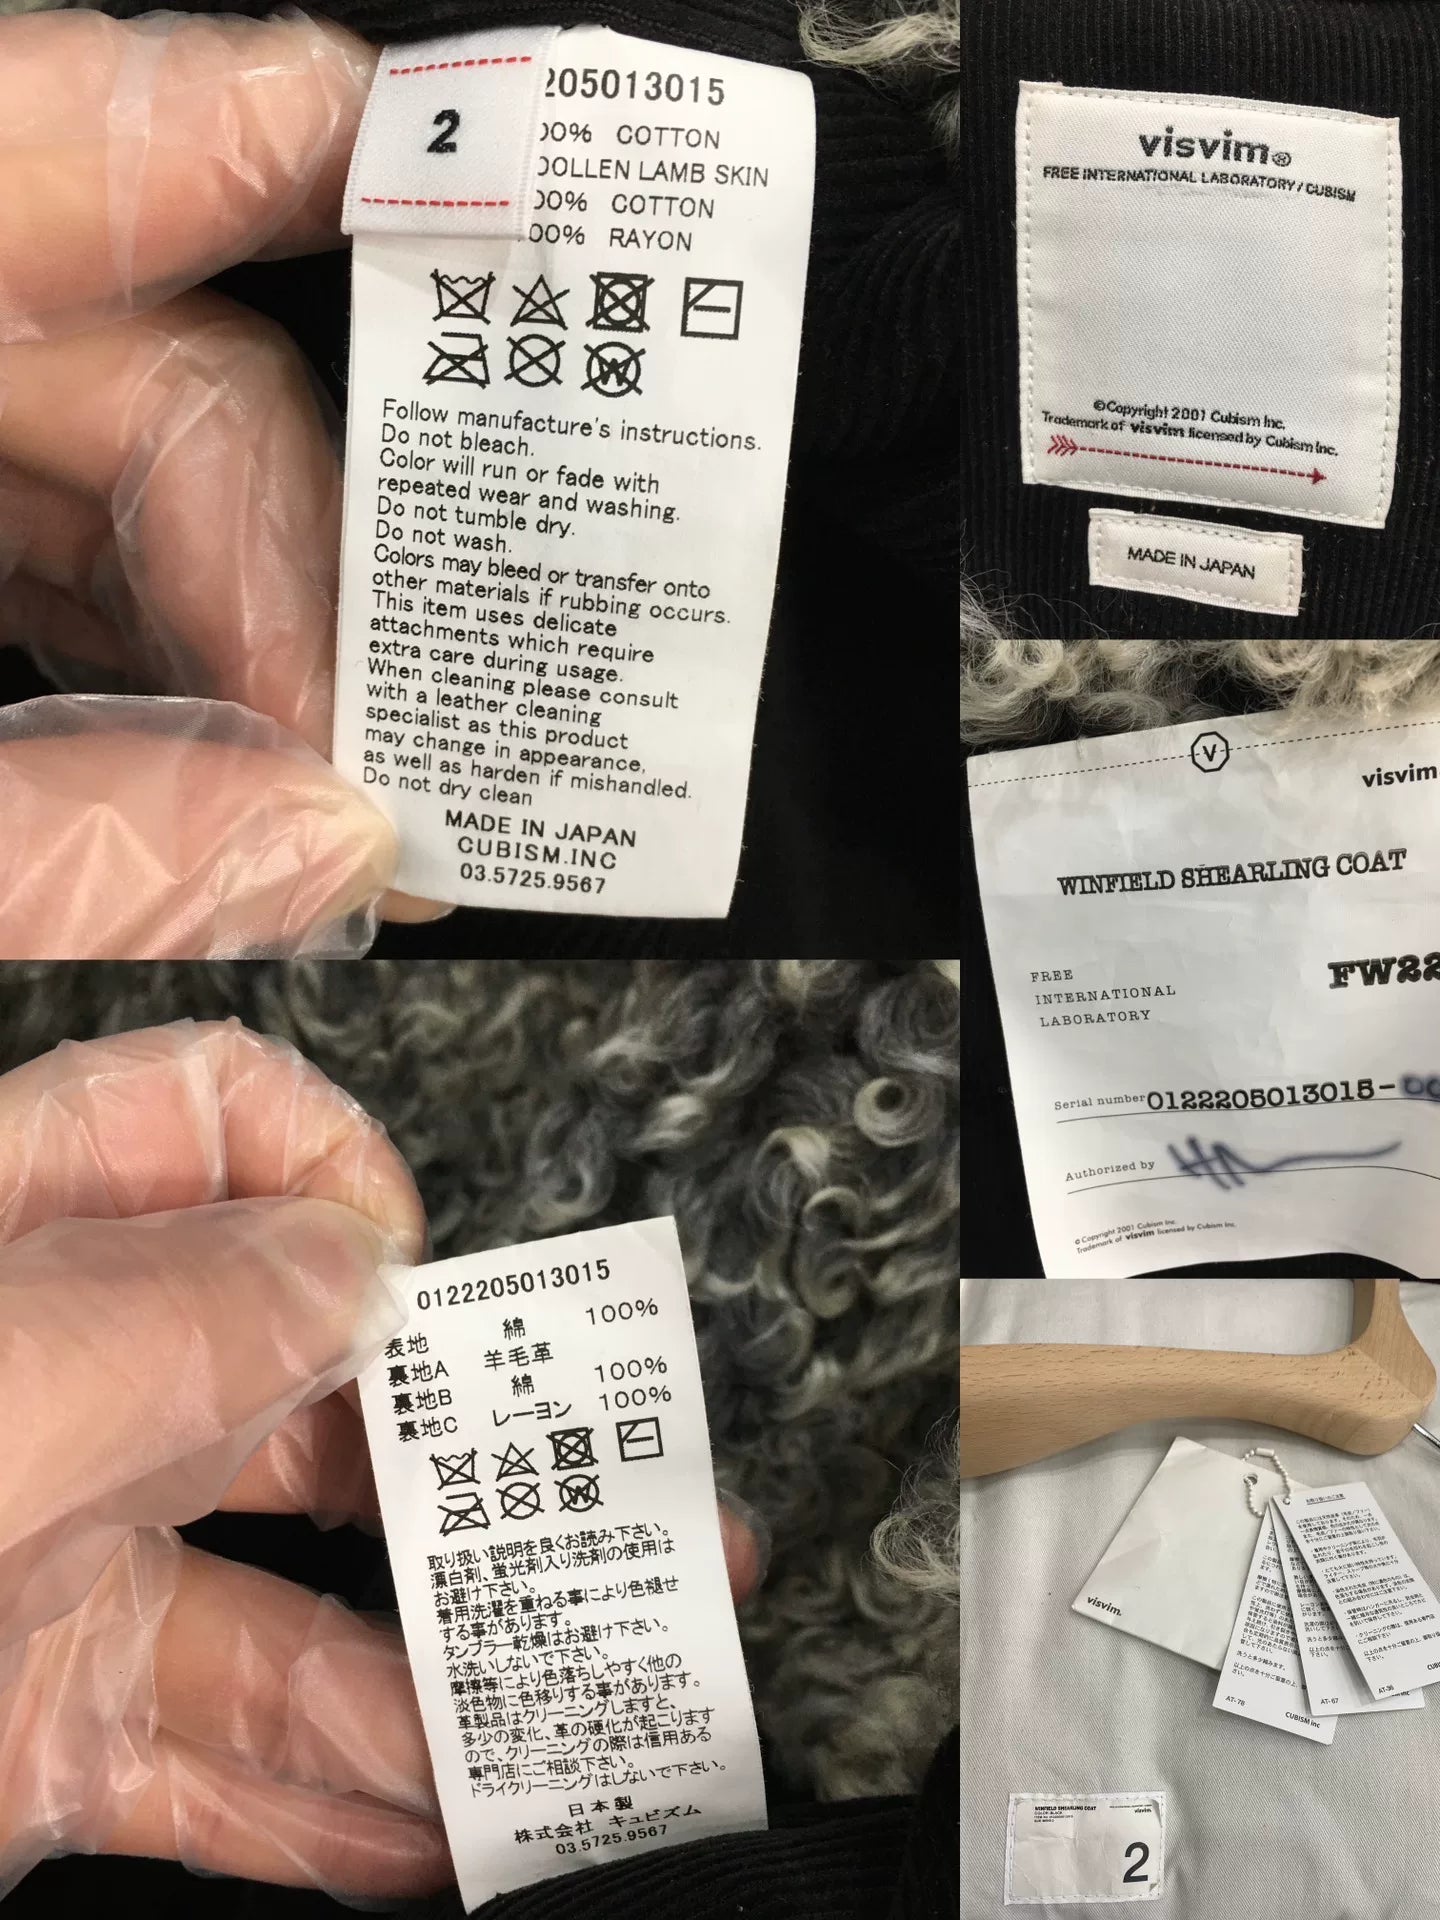 2
205013015
00% COTTON
OOLLEN LAMB SKIN
00% COTTON
00% RAYON
W
Follow manufacture's instructions.
Do not bleach.
Color will run or fade with
repeated wear and washing.
Do not tumble dry.
Do not wash.
Colors may bleed or transfer onto
other materials if rubbing occurs.
This item uses delicate
attachments which require
extra care during usage.
When cleaning please consult
with a leather cleaning
specialist as this product
may change in appearance,
as well as harden if mishandled.
Do not dry clean
MADE IN JAPAN
CUBISM.INC
03.5725.9567
visvim®
FREE INTERNATIONAL LABORATORY / CUBISM
©Copyright 2001 Cubism Inc.
Trademark of visvim licensed by Cubism Inc.
MADE IN JAPAN
V
visvim
WINFIELD SHEARLING COAT
FW22
FREE
INTERNATIONAL
LABORATORY
Serial number 0122205013015-00
Authorized by
© Copyright 2001 Cubism Inc.
Trademark of visvim licensed by Cubism Inc.
0122205013015
表地 綿 100%
裏地A 羊毛革
裏地B 綿 100%
裏地C レーヨン 100%
W
取り扱い説明を良くお読み下さい。
漂白剤、蛍光剤入り洗剤の使用は
お避け下さい。
着用洗濯を重ねる事により色褪せ
する事があります。
タンブラー乾燥はお避け下さい。
水洗いしないで下さい。
摩擦等により色落ちしやすく他の
淡色物に色移りする事があります。
革製品はクリーニングしますと、
多少の変化、革の硬化が起こります
ので、クリーニングの際は信用ある
専門店にご相談下さい。
ドライクリーニングはしないで下さい。
日本製
株式会社 キュビズム
03.5725.9567
visvim.
お取り扱いのご注意
AT-78
CUBISM Inc
AT-67
AT-36
WINFIELD SHEARLING COAT
visvim.
2